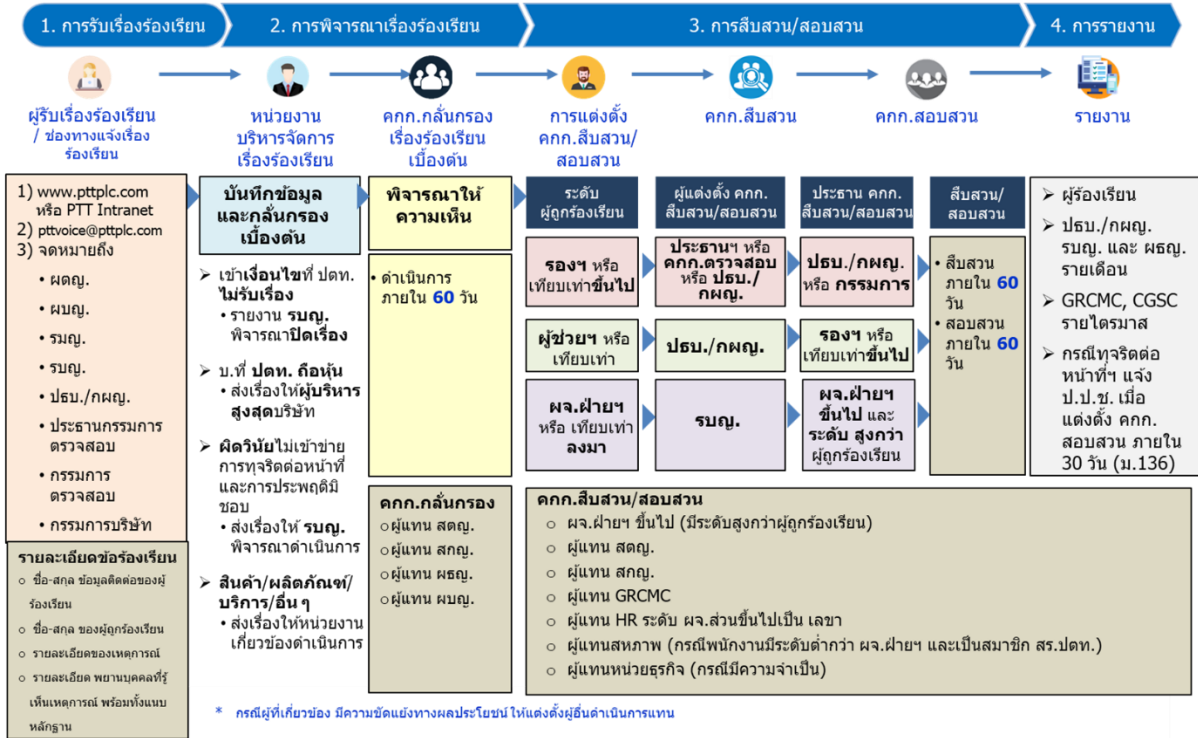 1. การรับเรื่องร้องเรียน
2. การพิจารณาเรื่องร้องเรียน
3. การสืบสวน/สอบสวน
4. การรายงาน
ผู้รับเรื่องร้องเรียน
/ ช่องทางแจ้งเรื่อง
ร้องเรียน
หน่วยงาน
บริหารจัดการ
เรื่องร้องเรียน
คกก.กลั่นกรอง
เรื่องร้องเรียน
เบื้องต้น
การแต่งตั้ง
คกก.สืบสวน/
สอบสวน
คกก.สืบสวน
คกก.สอบสวน
รายงาน
1) www.pttplc.com
หรือ PTT Intranet
2) pttvoice@pttplc.com
3) จดหมายถึง
• ผตญ.
• ผบญ.
• รมญ.
• รบญ.
• ปธบ./กผญ.
• ประธานกรรมการ
ตรวจสอบ
• กรรมการ
ตรวจสอบ
• กรรมการบริษัท
รายละเอียดข้อร้องเรียน
○ ชื่อ-สกุล ข้อมูลติดต่อของผู้
ร้องเรียน
○ ชื่อ-สกุล ของผู้ถูกร้องเรียน
○ รายละเอียดของเหตุการณ์
○ รายละเอียด พยานบุคคลที่รู้
เห็นเหตุการณ์ พร้อมทั้งแนบ
หลักฐาน
บันทึกข้อมูล
และกลั่นกรอง
เบื้องต้น
➢ เข้าเงื่อนไขที่ ปตท.
ไม่รับเรื่อง
• รายงาน รบญ.
พิจารณาปิดเรื่อง
➢ บ.ที่ ปตท. ถือหุ้น
• ส่งเรื่องให้ผู้บริหาร
สูงสุดบริษัท
➢ ผิดวินัยไม่เข้าข่าย
การทุจริตต่อหน้าที่
และการประพฤติมิ
ชอบ
• ส่งเรื่องให้ รบญ.
พิจารณาดำเนินการ
➢ สินค้า/ผลิตภัณฑ์/
บริการ/อื่น ๆ
• ส่งเรื่องให้หน่วยงาน
เกี่ยวข้องดำเนินการ
พิจารณาให้
ความเห็น
• ดำเนินการ
ภายใน 60 วัน
คกก.กลั่นกรอง
○ผู้แทน สตญ.
○ผู้แทน สกญ.
○ผู้แทน ผธญ.
○ผู้แทน ผบญ.
ระดับ
ผู้ถูกร้องเรียน
ผู้แต่งตั้ง คกก.
สืบสวน/สอบสวน
ประธาน คกก.
สืบสวน/สอบสวน
สืบสวน/
สอบสวน
รองฯ หรือ
เทียบเท่าขึ้นไป
ประธานฯ หรือ
คกก.ตรวจสอบ
หรือ ปธบ./
กผญ.
ปธบ./กผญ.
หรือ กรรมการ
ผู้ช่วยฯ หรือ
เทียบเท่า
ปธบ./กผญ.
รองฯ หรือ
เทียบเท่าขึ้นไป
ผจ.ฝ่ายฯ
หรือ เทียบเท่า
ลงมา
รบญ.
ผจ.ฝ่ายฯ
ขึ้นไป และ
ระดับ สูงกว่า
ผู้ถูกร้องเรียน
• สืบสวน
ภายใน 60
วัน
• สอบสวน
ภายใน 60
วัน
➢ ผู้ร้องเรียน
➢ ปธบ./กผญ.
รบญ. และ ผธญ.
รายเดือน
➢ GRCMC, CGSC
รายไตรมาส
➢ กรณีทุจริตต่อ
หน้าที่ฯ แจ้ง
ป.ป.ช. เมื่อ
แต่งตั้ง คกก.
สอบสวน ภายใน
30 วัน (ม.136)
คกก.สืบสวน/สอบสวน
○ ผจ.ฝ่ายฯ ขึ้นไป (มีระดับสูงกว่าผู้ถูกร้องเรียน)
○ ผู้แทน สตญ.
○ ผู้แทน สกญ.
○ ผู้แทน GRCMC
○ ผู้แทน HR ระดับ ผจ.ส่วนขึ้นไปเป็น เลขา
○ ผู้แทนสหภาพ (กรณีพนักงานมีระดับต่ำกว่า ผจ.ฝ่ายฯ และเป็นสมาชิก สร.ปตท.)
○ ผู้แทนหน่วยธุรกิจ (กรณีมีความจำเป็น)
* กรณีผู้ที่เกี่ยวข้อง มีความขัดแย้งทางผลประโยชน์ ให้แต่งตั้งผู้อื่นดำเนินการแทน